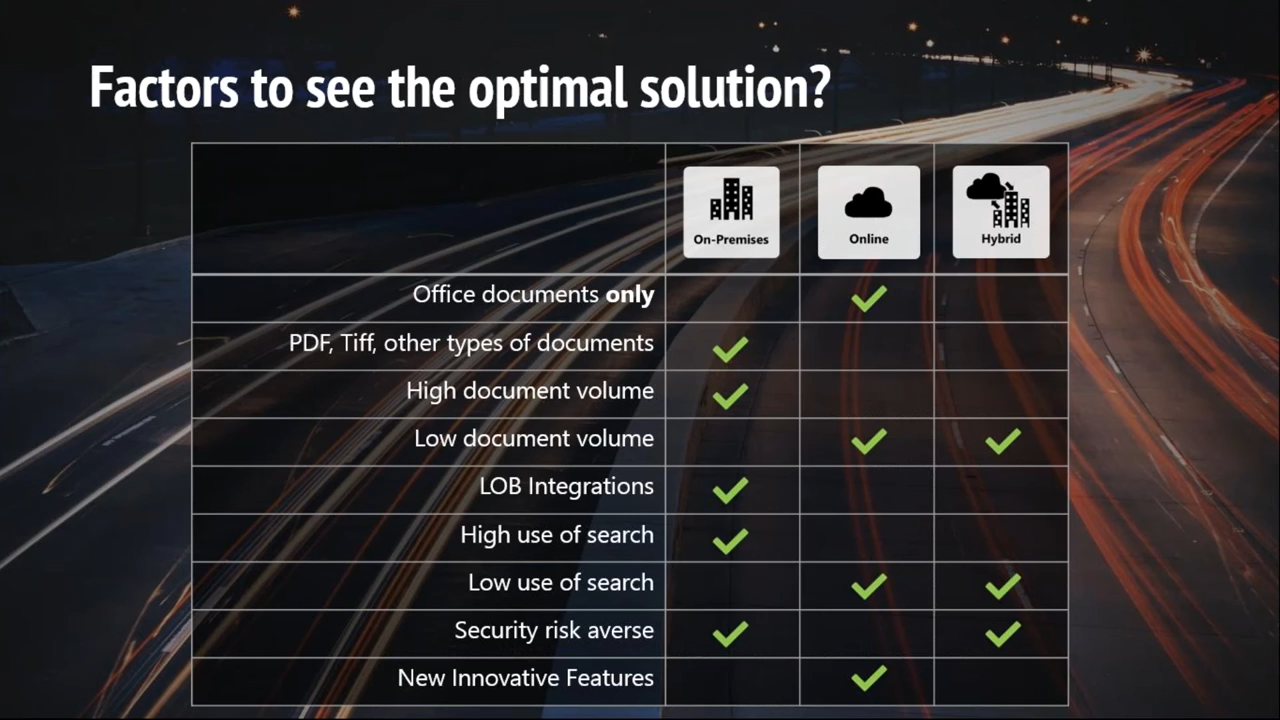 Factors to see the optimal solution?
On-Premises
Online
Hybrid
Office documents only
PDF, Tiff, other types of documents
High document volume
Low document volume
LOB Integrations
High use of search
Low use of search
Security risk averse
New Innovative Features